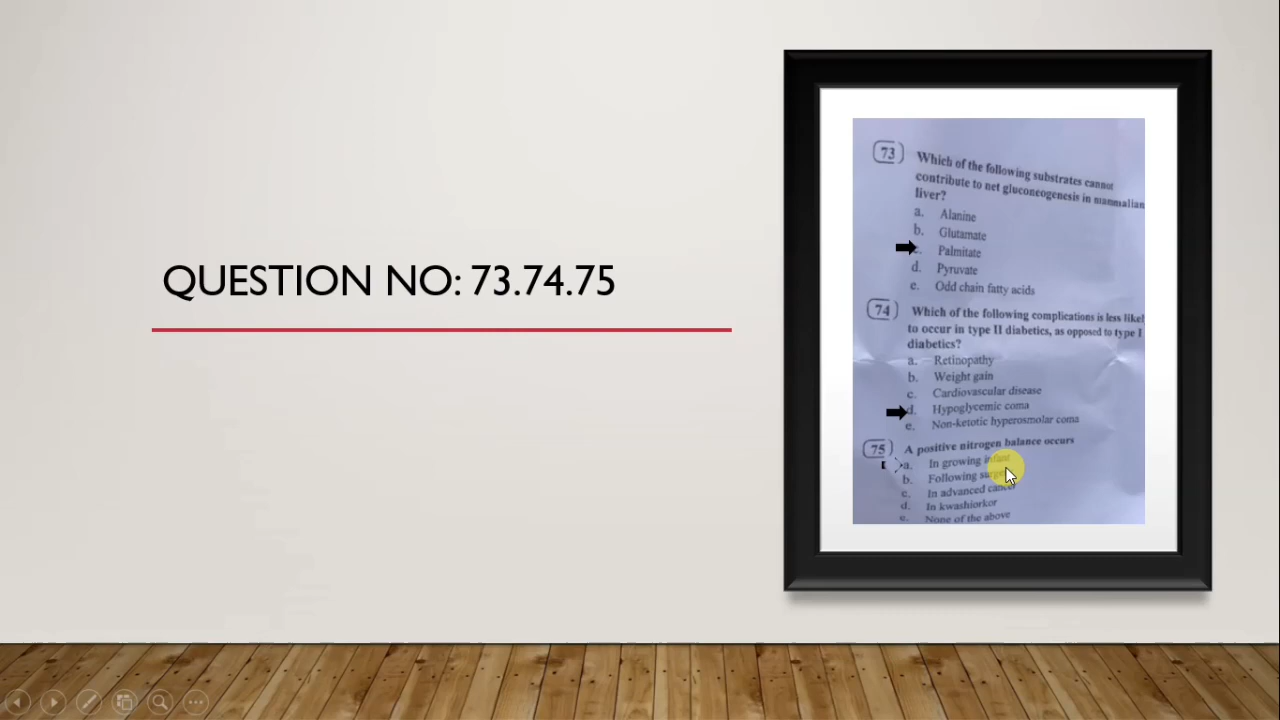 QUESTION NO: 73.74.75
73 Which of the following substrates cannot
contribute to net gluconeogenesis in mammalian
liver?
a. Alanine
b. Glutamate
c. Palmitate
d. Pyruvate
e. Odd chain fatty acids
74 Which of the following complications is less likel
to occur in type II diabetics, as opposed to type I
diabetics?
a. Retinopathy
b. Weight gain
c. Cardiovascular disease
d. Hypoglycemic coma
e. Non-ketotic hyperosmolar coma
75 A positive nitrogen balance occurs
a. In growing infant
b. Following
c. In advanced cancer
d. In kwashiorkor
e. None of the above